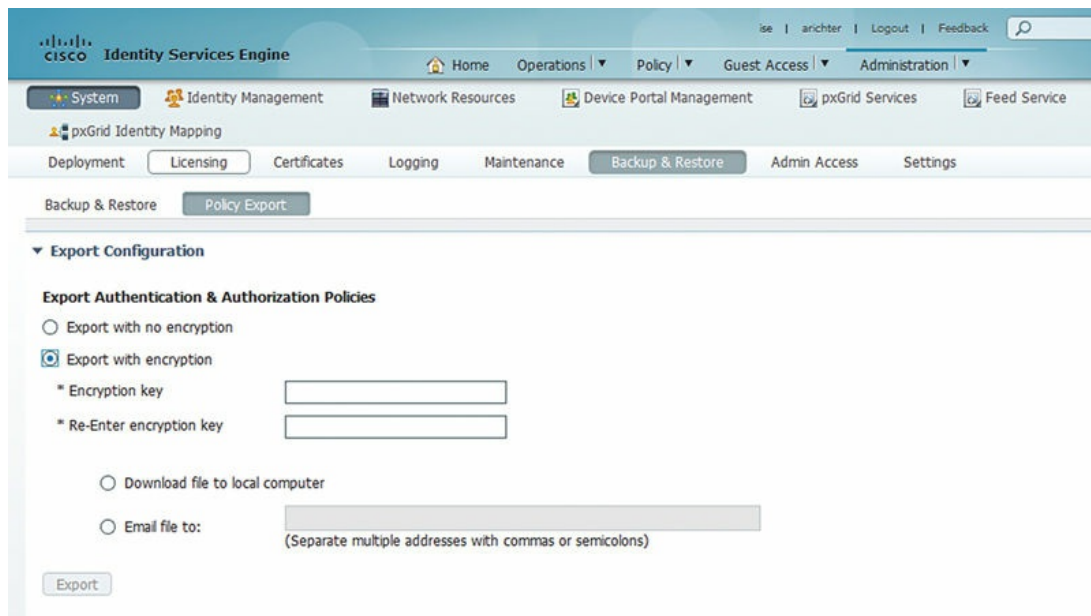 ise | arichter | Logout | Feedback
cisco Identity Services Engine
Home Operations | Policy | Guest Access | Administration |
System Identity Management Network Resources Device Portal Management pxGrid Services Feed Service
pxGrid Identity Mapping
Deployment Licensing Certificates Logging Maintenance Backup & Restore Admin Access Settings
Backup & Restore Policy Export
Export Configuration
Export Authentication & Authorization Policies
Export with no encryption
Export with encryption
* Encryption key
* Re-Enter encryption key
Download file to local computer
Email file to:
(Separate multiple addresses with commas or semicolons)
Export